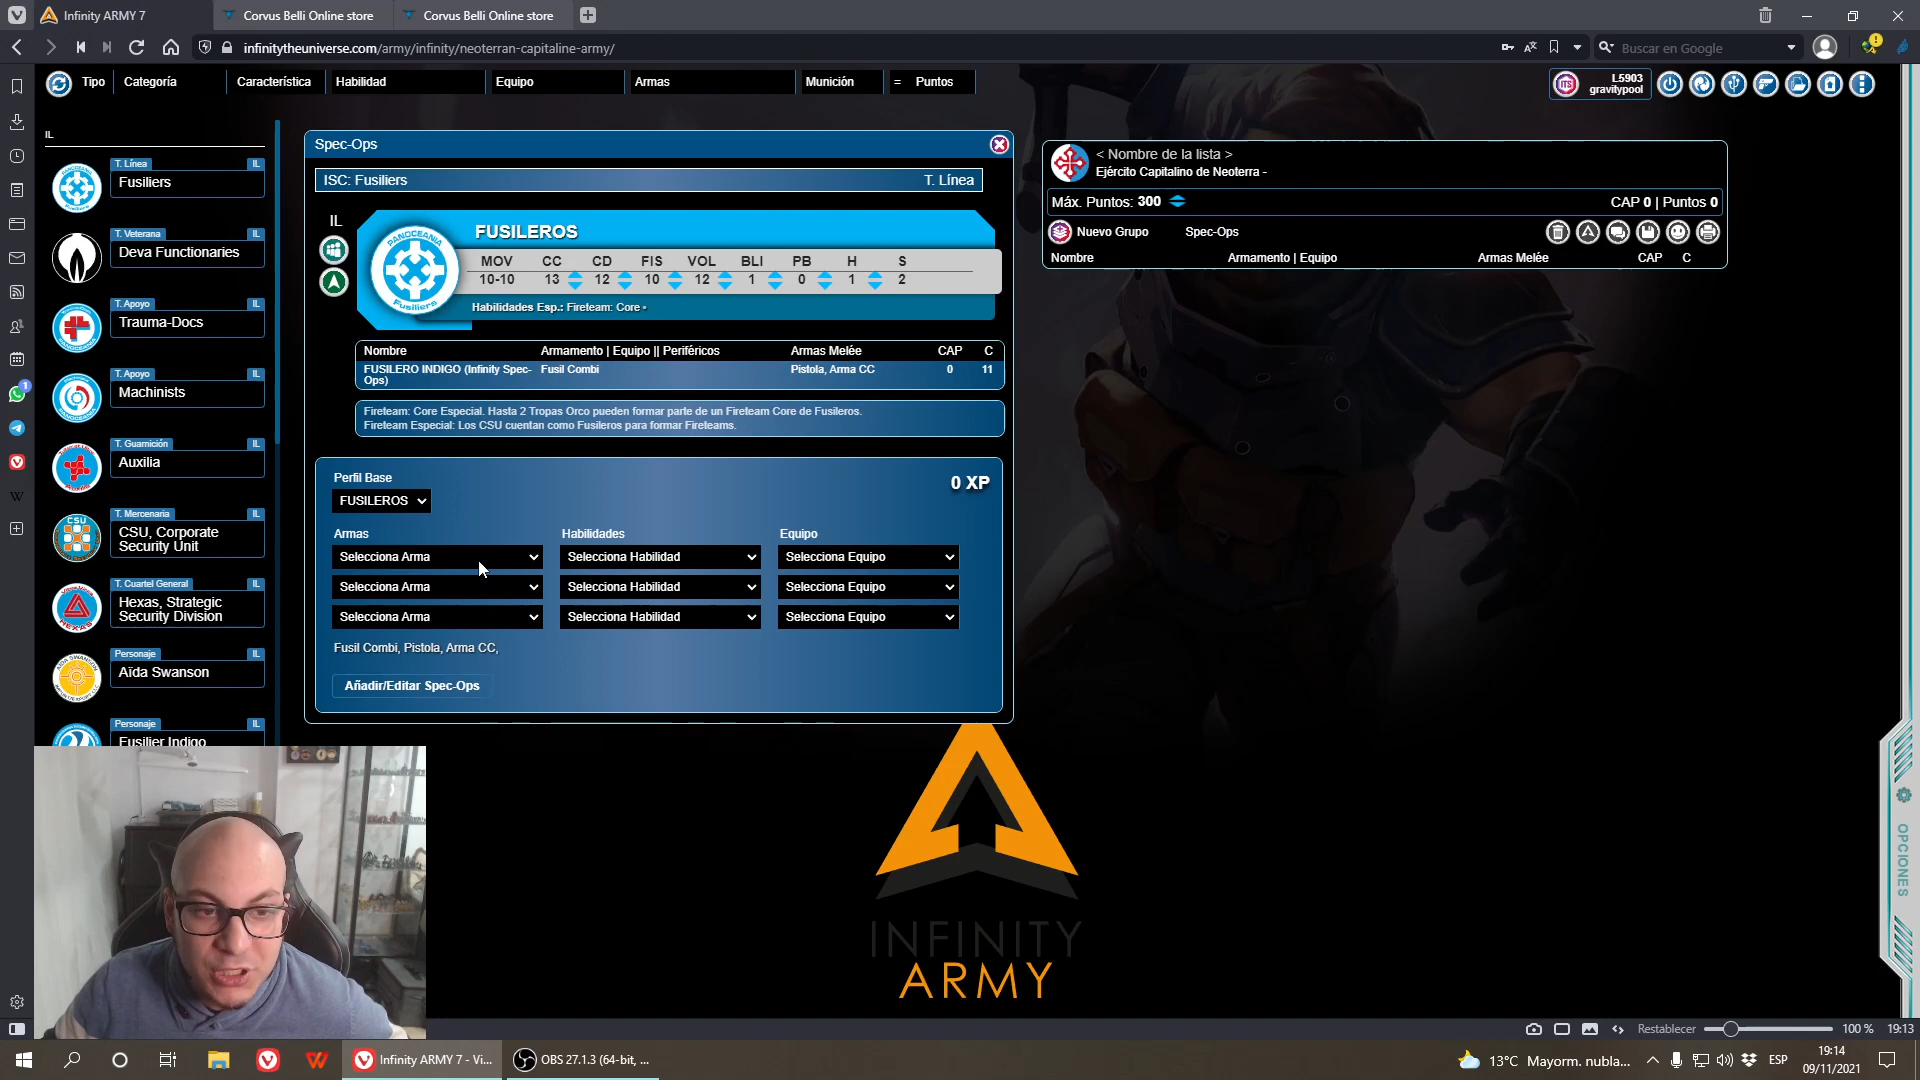 Infinity ARMY 7
Corvus Belli Online store
Corvus Belli Online store
infinitytheuniverse.com/army/infinity/neoterran-capitaline-army/
Buscar en Google
Tipo
Categoría
Característica
Habilidad
Equipo
Armas
Munición
=
Puntos
L5903
gravitypool
IL
T. Línea
IL
Fusiliers
T. Veterana
IL
Deva Functionaries
T. Apoyo
IL
Trauma-Docs
T. Apoyo
IL
Machinists
T. Guarnición
IL
Auxilia
T. Mercenaria
IL
CSU, Corporate
Security Unit
T. Cuartel General
IL
Hexas, Strategic
Security Division
Personaje
IL
Aïda Swanson
Personaje
IL
Fusilier Indigo
Spec-Ops
ISC: Fusiliers
T. Línea
IL
PANOCEANIA
Fusiliers
FUSILEROS
MOV CC CD FIS VOL BLI PB H S
10-10 13 12 10 12 1 0 1 2
Habilidades Esp.: Fireteam: Core •
Nombre
Armamento | Equipo || Periféricos
Armas Melée
CAP
C
FUSILERO INDIGO (Infinity Spec-
Ops)
Fusil Combi
Pistola, Arma CC
0
11
Fireteam: Core Especial. Hasta 2 Tropas Orco pueden formar parte de un Fireteam Core de Fusileros.
Fireteam Especial: Los CSU cuentan como Fusileros para formar Fireteams.
Perfil Base
0 XP
FUSILEROS
Armas
Habilidades
Equipo
Selecciona Arma
Selecciona Habilidad
Selecciona Equipo
Selecciona Arma
Selecciona Habilidad
Selecciona Equipo
Selecciona Arma
Selecciona Habilidad
Selecciona Equipo
Fusil Combi, Pistola, Arma CC,
Añadir/Editar Spec-Ops
< Nombre de la lista >
Ejército Capitalino de Neoterra -
Máx. Puntos: 300
CAP 0 | Puntos 0
Nuevo Grupo
Spec-Ops
Nombre
Armamento | Equipo
Armas Melée
CAP
C
INFINITY
ARMY
OPCIONES
Restablecer
100 %
19:13
Infinity ARMY 7 - Vi...
OBS 27.1.3 (64-bit, ...
13°C Mayorm. nubla...
ESP
19:14
09/11/2021